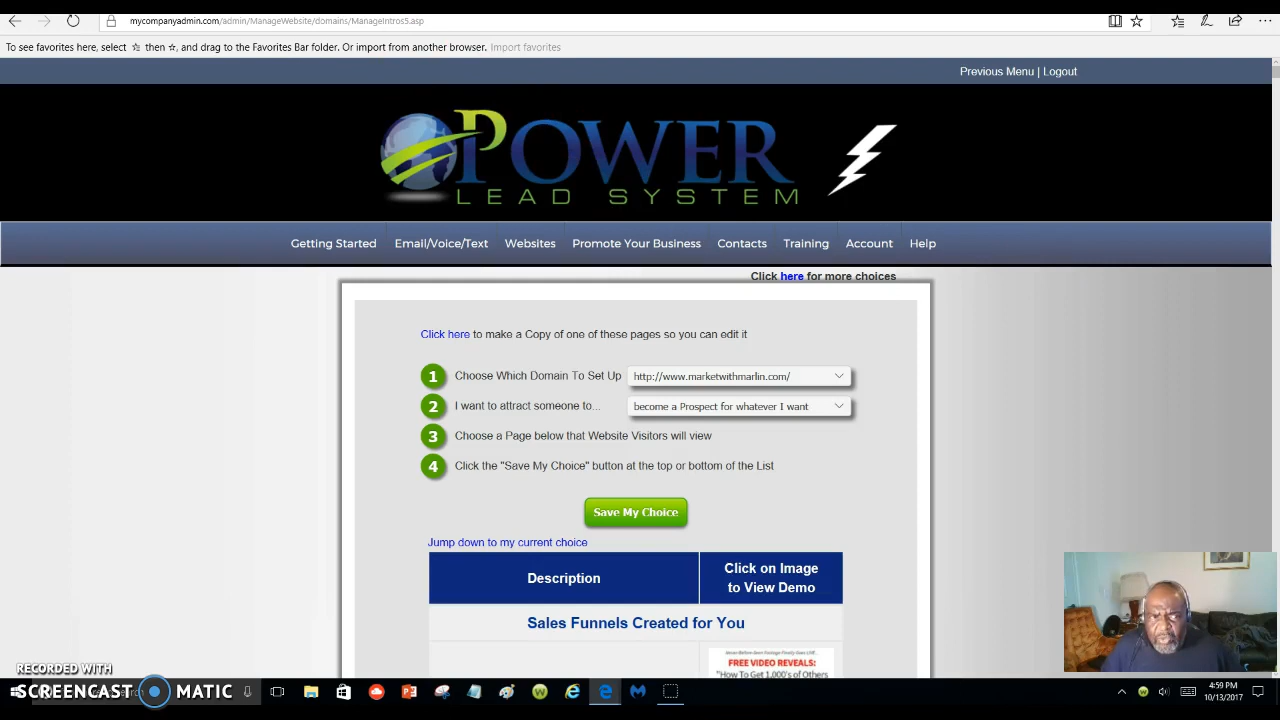 mycompanyadmin.com/admin/ManageWebsite/domains/ManageIntros5.asp
To see favorites here, select ☆ then ☆, and drag to the Favorites Bar folder. Or import from another browser. Import favorites
Previous Menu | Logout
POWER
LEAD SYSTEM
Getting Started Email/Voice/Text Websites Promote Your Business Contacts Training Account Help
Click here for more choices
Click here to make a Copy of one of these pages so you can edit it
1 Choose Which Domain To Set Up http://www.marketwithmarlin.com/
2 I want to attract someone to... become a Prospect for whatever I want
3 Choose a Page below that Website Visitors will view
4 Click the "Save My Choice" button at the top or bottom of the List
Save My Choice
Jump down to my current choice
Description
Click on Image
to View Demo
Sales Funnels Created for You
FREE VIDEO REVEALS:
"How To Get 1,000's of Others
RECORDED WITH
SCREENCAST MATIC
4:59 PM
10/13/2017